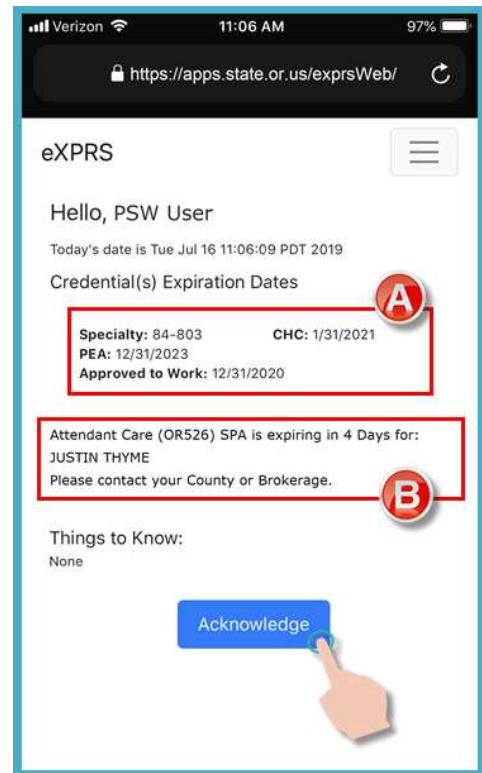 Verizon 11:06 AM 97%
https://apps.state.or.us/exprsWeb/
eXPRS
Hello, PSW User
Today's date is Tue Jul 16 11:06:09 PDT 2019
Credential(s) Expiration Dates
A
Specialty: 84-803 CHC: 1/31/2021
PEA: 12/31/2023
Approved to Work: 12/31/2020
Attendant Care (OR526) SPA is expiring in 4 Days for:
JUSTIN THYME
Please contact your County or Brokerage.
B
Things to Know:
None
Acknowledge